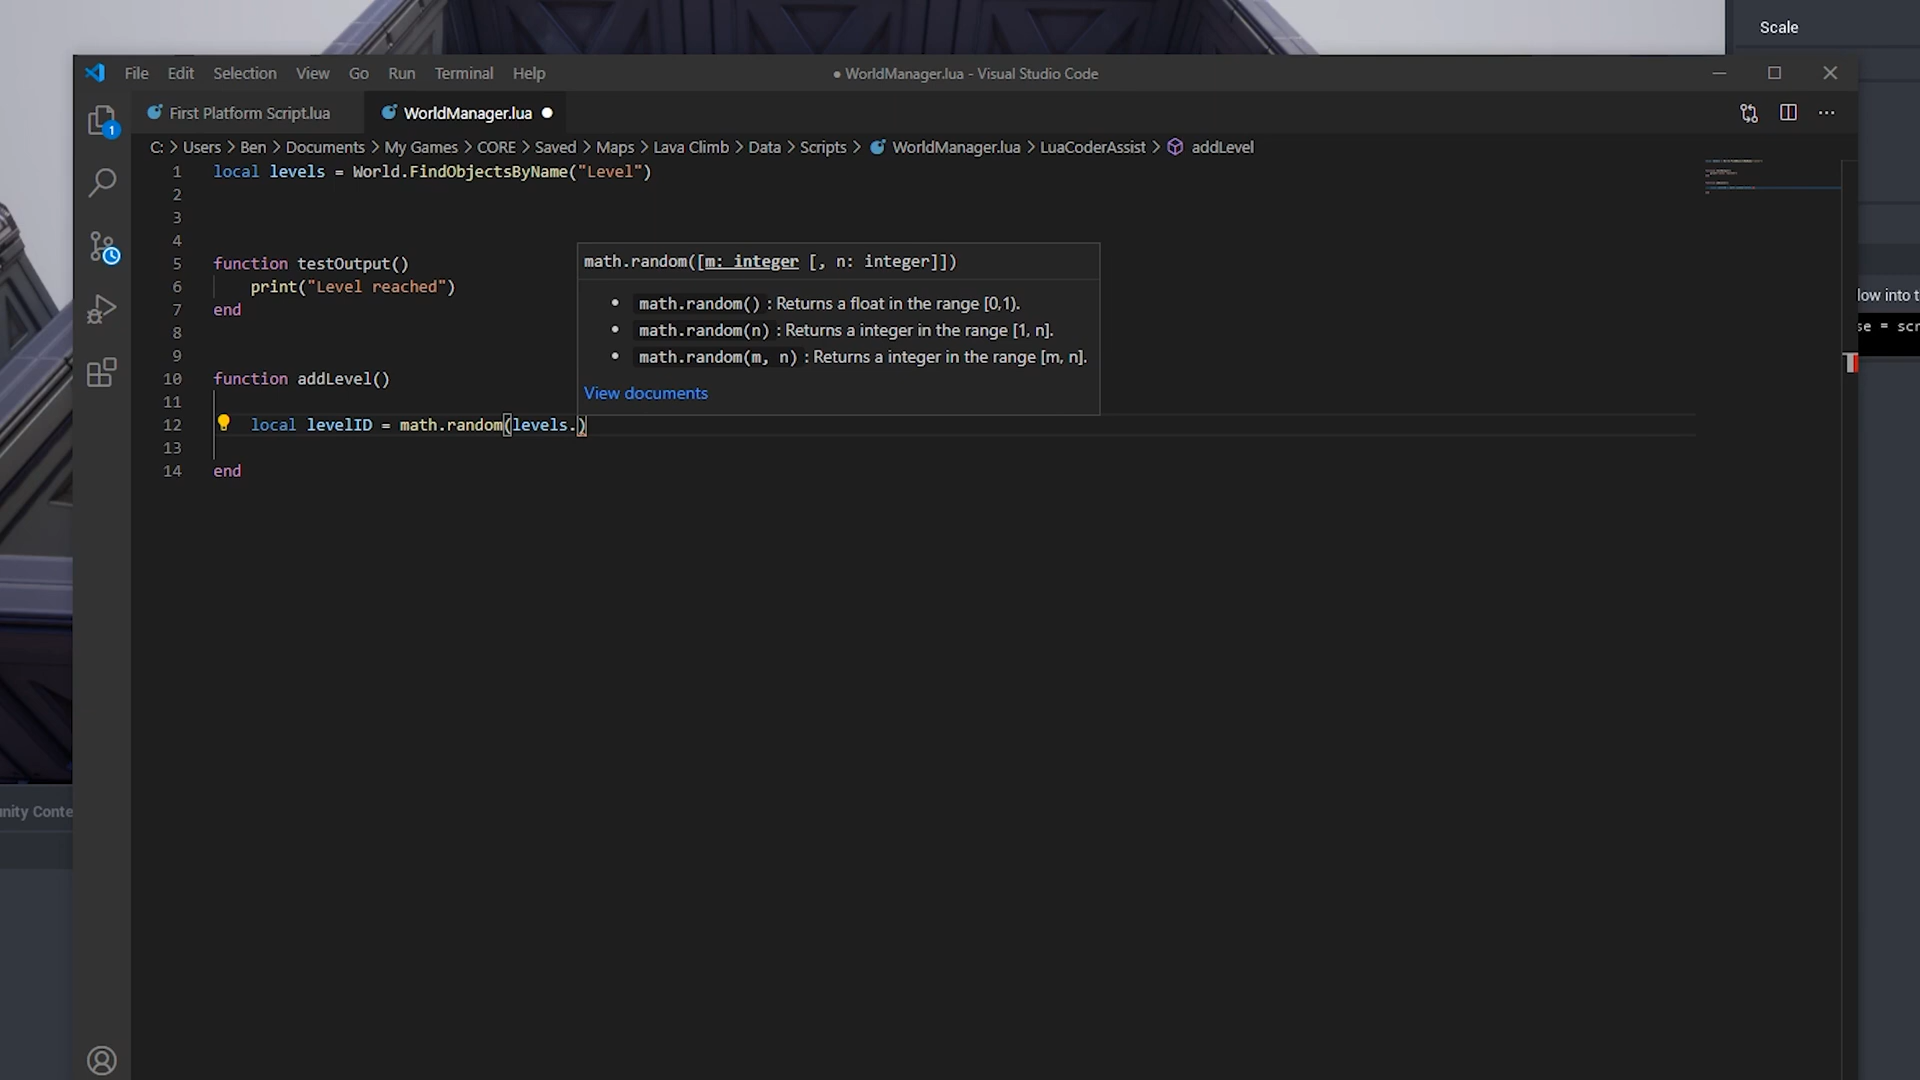 Scale
File Edit Selection View Go Run Terminal Help
● WorldManager.lua - Visual Studio Code
First Platform Script.lua
WorldManager.lua ●
C: > Users > Ben > Documents > My Games > CORE > Saved > Maps > Lava Climb > Data > Scripts > WorldManager.lua > LuaCoderAssist > addLevel
1 local levels = World.FindObjectsByName("Level")
2
3
4
5 function testOutput()
6 print("Level reached")
7 end
8
9
10 function addLevel()
11
12 local levelID = math.random(levels.)
13
14 end
math.random([m: integer [, n: integer]])
• math.random() : Returns a float in the range [0,1).
• math.random(n) : Returns a integer in the range [1, n].
• math.random(m, n) : Returns a integer in the range [m, n].
View documents
1
low into t
se = scr
nity Conte